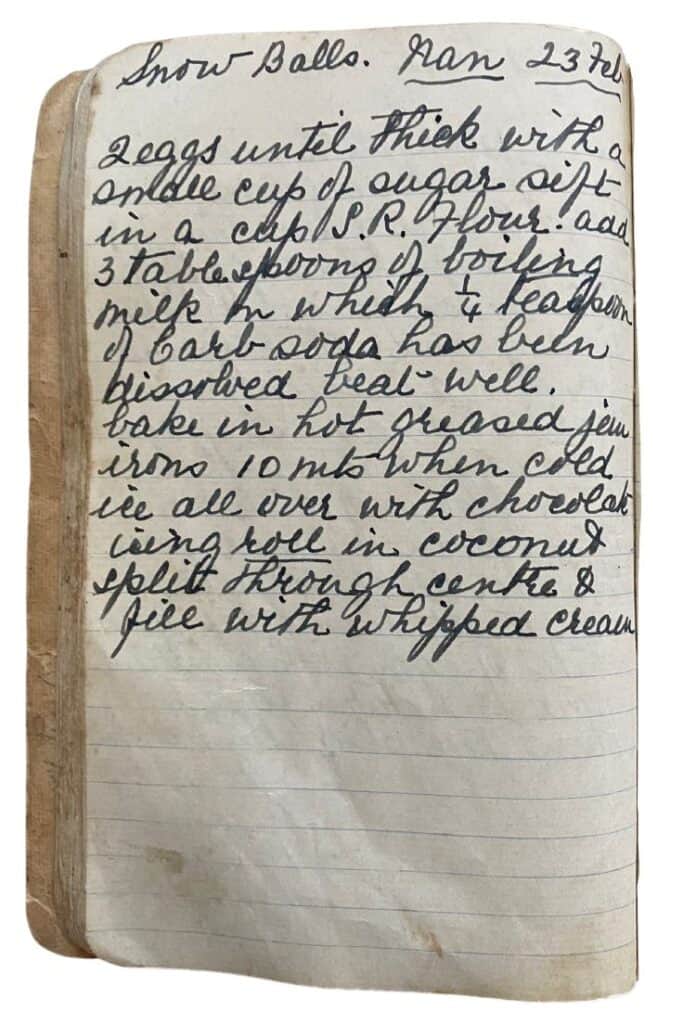 Snow Balls. Nan 23 Feb
2 eggs until thick with a
small cup of sugar sift
in a cup S.R. Flour. add
3 tablespoons of boiling
milk in which ¼ teaspoon
of Carb soda has been
dissolved beat well.
bake in hot greased jem
irons 10 mts when cold
ice all over with chocolate
icing roll in coconut
split through centre &
fill with whipped cream